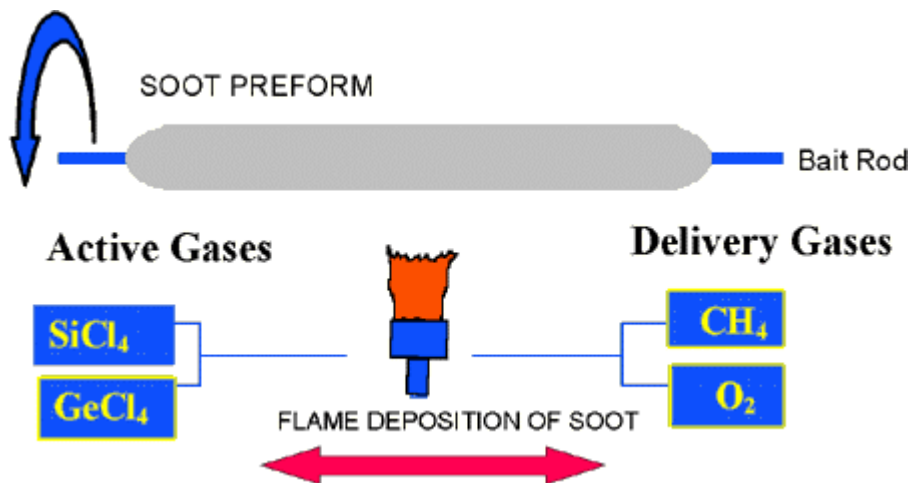 SOOT PREFORM
Bait Rod
Active Gases
Delivery Gases
SiCl₄
CH₄
GeCl₄
O₂
FLAME DEPOSITION OF SOOT